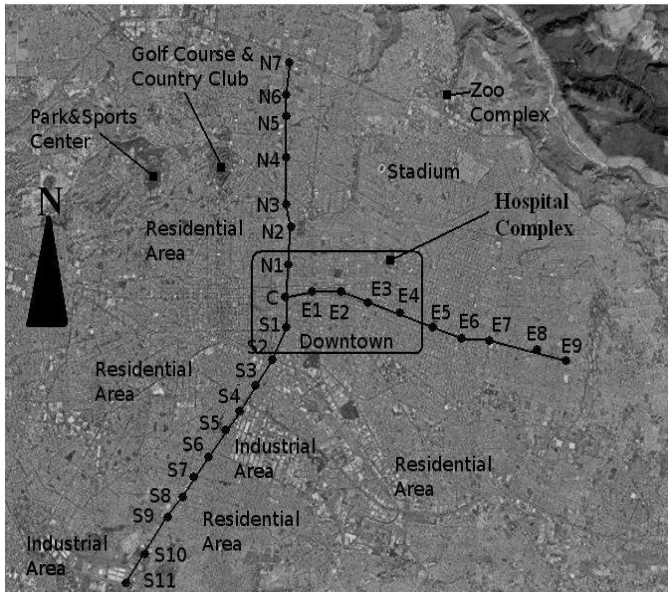 Golf Course &
Country Club
N7
Park&Sports
Center
N6
Zoo
Complex
N5
N4
Stadium
N
N3
Hospital
Complex
Residential
Area
N2
N1
C
E1
E2
E3
E4
S1
E5
E6
E7
E8
E9
Downtown
S2
Residential
Area
S3
S4
S5
Industrial
Area
S6
Residential
Area
S7
S8
S9
Residential
Area
Industrial
Area
S10
S11